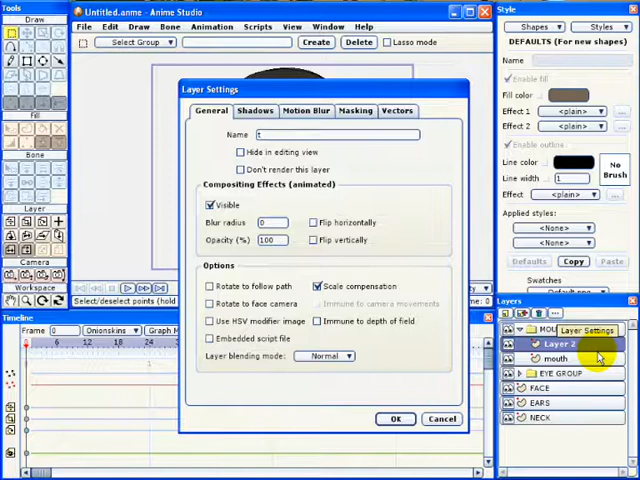 Tools
Draw
Fill
Bone
Layer
Camera
Workspace
Untitled.anme - Anime Studio
File Edit Draw Bone Animation Scripts View Window Help
Select Group Create Delete Lasso mode
Layer Settings
General Shadows Motion Blur Masking Vectors
Name t
Hide in editing view
Don't render this layer
Compositing Effects (animated)
Visible
Blur radius 0 Flip horizontally
Opacity (%) 100 Flip vertically
Options
Rotate to follow path Scale compensation
Rotate to face camera Immune to camera movements
Use HSV modifier image Immune to depth of field
Embedded script file
Layer blending mode: Normal
OK Cancel
Select/deselect points (hold
: 0
Timeline
Frame 0 Onionskins Graph M
0 6 12 18 24 30
1
Style
Shapes Styles
DEFAULTS (For new shapes)
Name
Enable fill
Fill color
Effect 1 <plain> ...
Effect 2 <plain> ...
Enable outline
Line color
Line width 1
No Brush
Effect <plain> ...
Applied styles:
<None>
<None>
Defaults Copy Paste
Swatches
Layers
MOU
Layer Settings
Layer 2
mouth
EYE GROUP
FACE
EARS
NECK